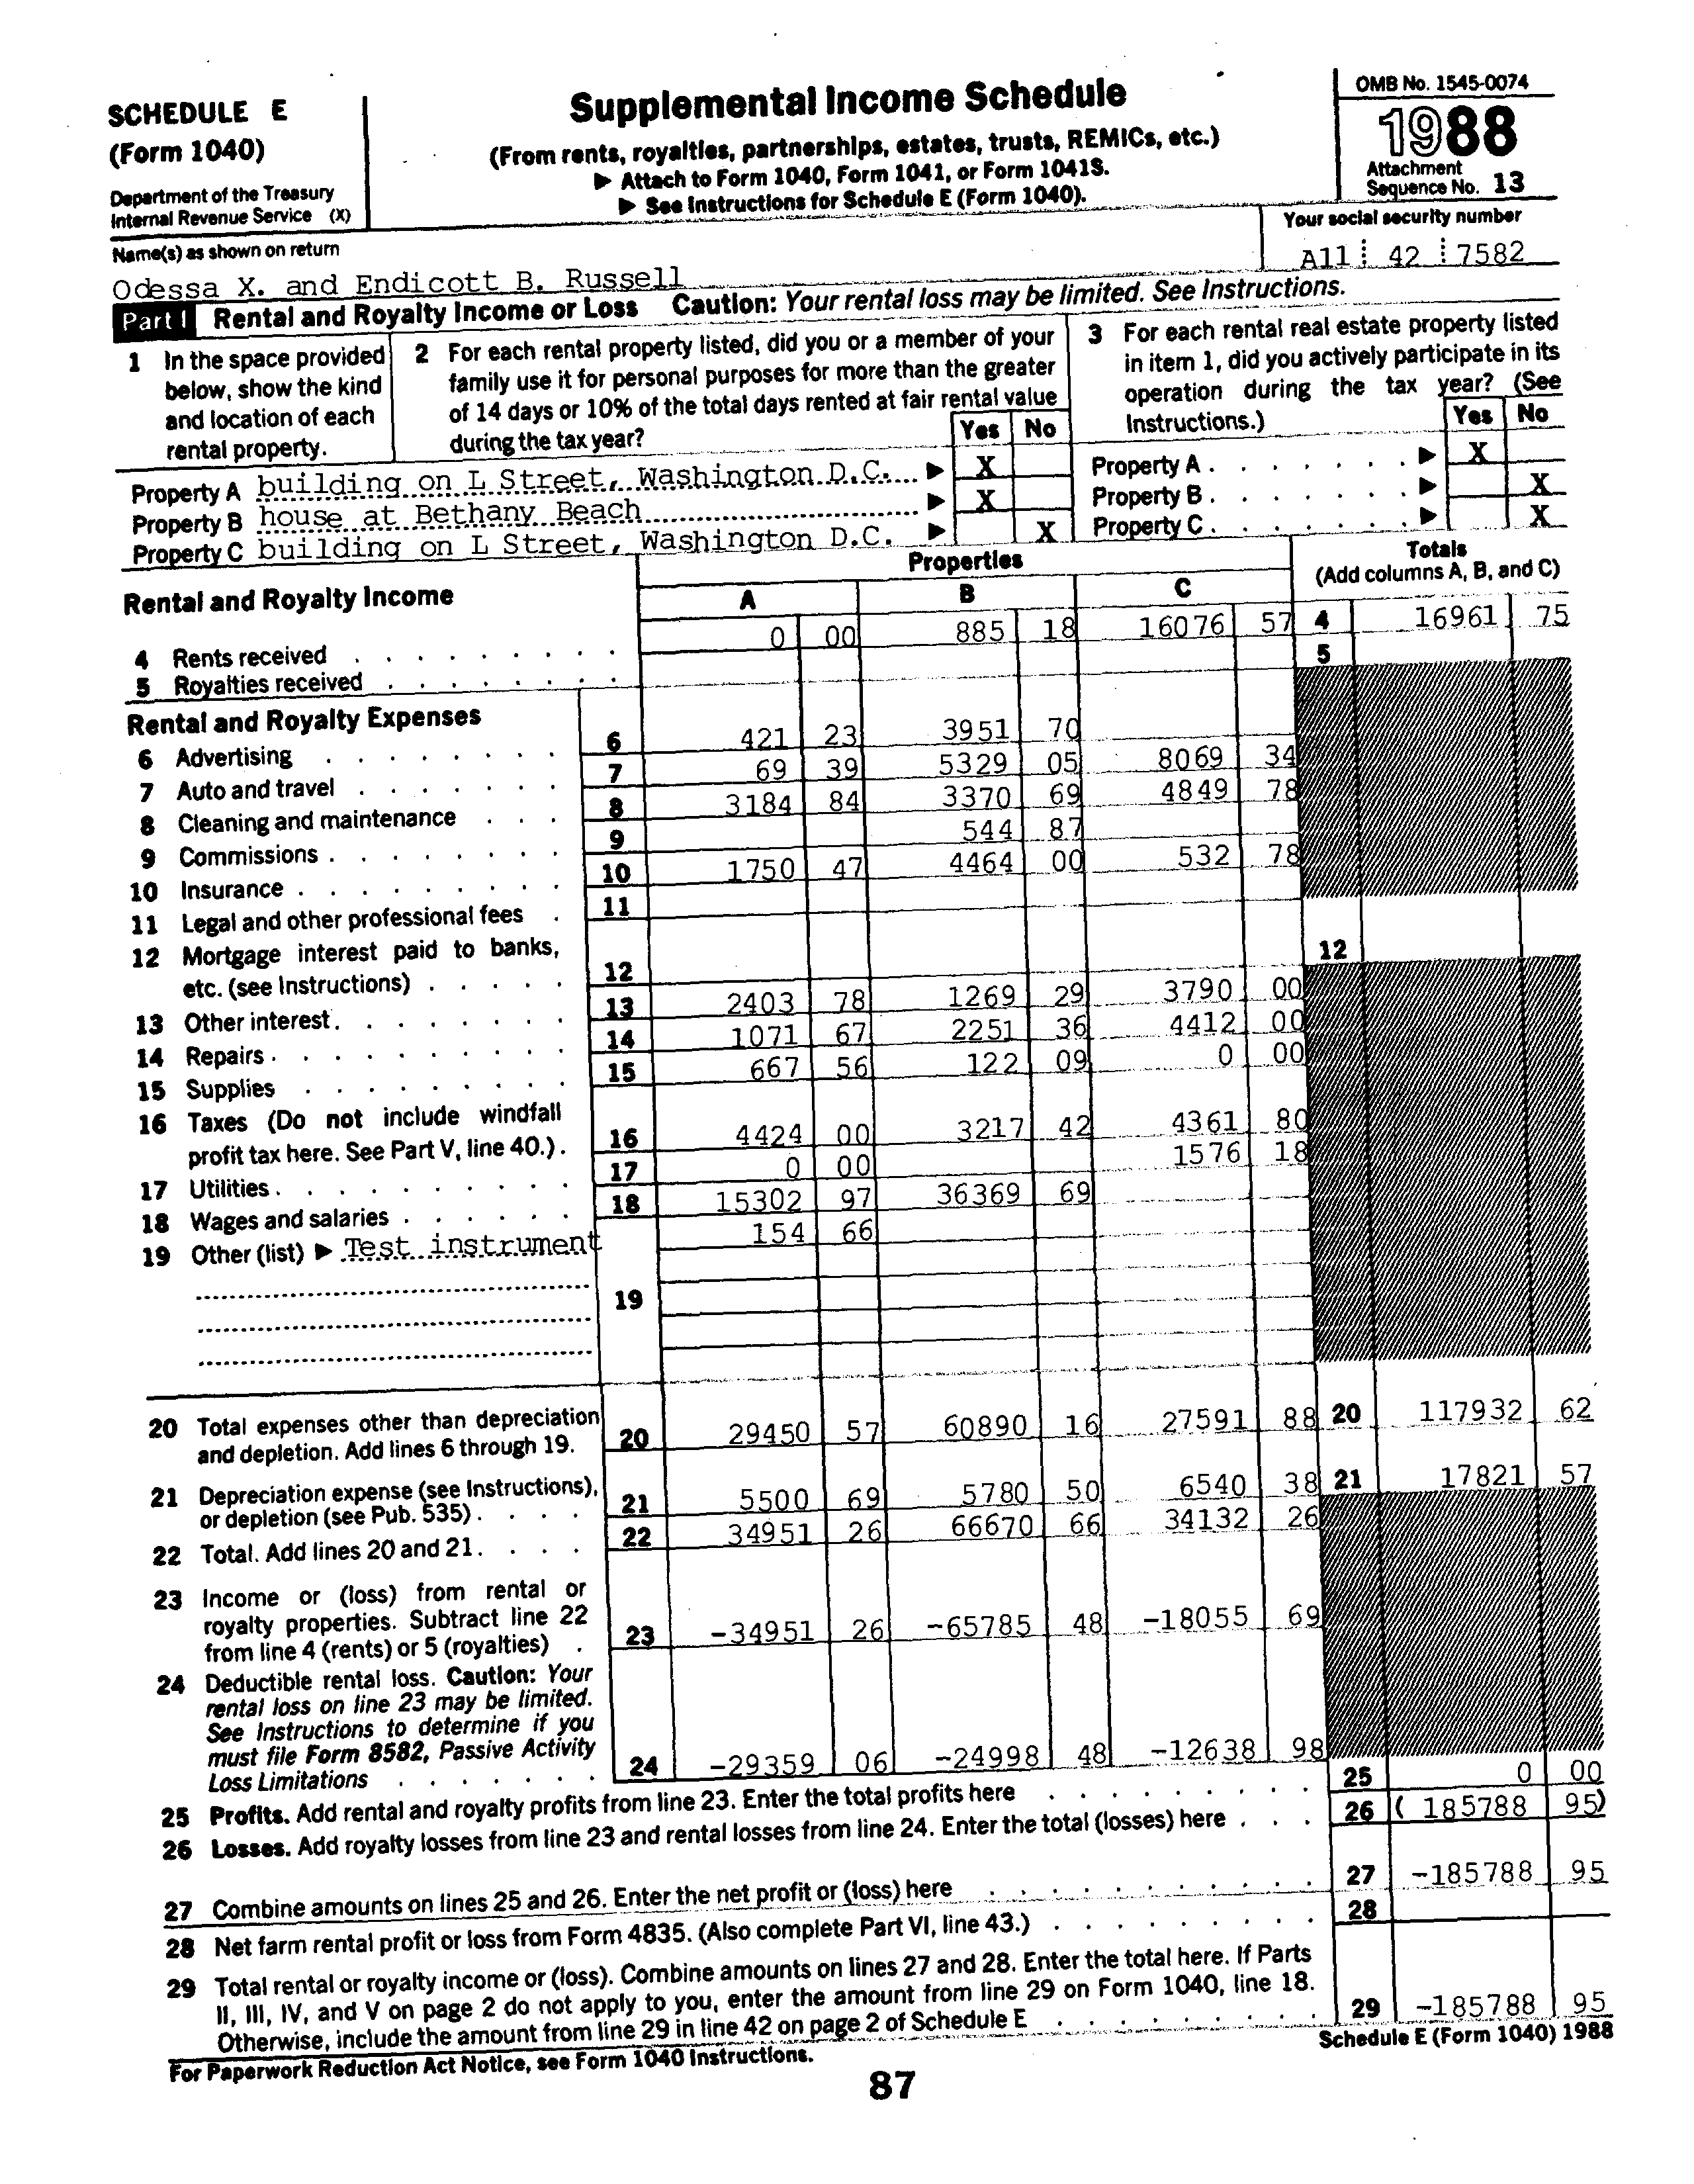 SCHEDULE E
(Form 1040)
Department of the Treasury
Internal Revenue Service (X)
Supplemental Income Schedule
(From rents, royalties, partnerships, estates, trusts, REMICs, etc.)
▶ Attach to Form 1040, Form 1041, or Form 1041S.
▶ See Instructions for Schedule E (Form 1040).
OMB No. 1545-0074
1988
Attachment
Sequence No. 13
Name(s) as shown on return
Your social security number
Odessa X. and Endicott B. Russell
A11 42 7582
Part I Rental and Royalty Income or Loss Caution: Your rental loss may be limited. See Instructions.
1 In the space provided
below, show the kind
and location of each
rental property.
2 For each rental property listed, did you or a member of your
family use it for personal purposes for more than the greater
of 14 days or 10% of the total days rented at fair rental value
during the tax year?
Yes No
3 For each rental real estate property listed
in item 1, did you actively participate in its
operation during the tax year? (See
Instructions.)
Yes No
Property A building on L Street, Washington D.C. ▶ X
Property A ▶ X
Property B house at Bethany Beach ▶ X
Property B ▶ X
Property C building on L Street, Washington D.C. ▶ X
Property C ▶ X
Rental and Royalty Income
Properties
A B C
Totals
(Add columns A, B, and C)
4 Rents received 0 00 885 18 16076 57 4 16961 75
5 Royalties received 5
Rental and Royalty Expenses
6 Advertising 6 421 23 3951 70
7 Auto and travel 7 69 39 5329 05 8069 34
8 Cleaning and maintenance 8 3184 84 3370 69 4849 78
9 Commissions 9 544 87
10 Insurance 10 1750 47 4464 00 532 78
11 Legal and other professional fees 11
12 Mortgage interest paid to banks,
etc. (see Instructions) 12 12
13 Other interest 13 2403 78 1269 29 3790 00
14 Repairs 14 1071 67 2251 36 4412 00
15 Supplies 15 667 56 122 09 0 00
16 Taxes (Do not include windfall
profit tax here. See Part V, line 40.) 16 4424 00 3217 42 4361 80
17 Utilities 17 0 00 1576 18
18 Wages and salaries 18 15302 97 36369 69
19 Other (list) ▶ Test instrument 154 66
19
20 Total expenses other than depreciation
and depletion. Add lines 6 through 19. 20 29450 57 60890 16 27591 88 20 117932 62
21 Depreciation expense (see Instructions),
or depletion (see Pub. 535) 21 5500 69 5780 50 6540 38 21 17821 57
22 Total. Add lines 20 and 21. 22 34951 26 66670 66 34132 26
23 Income or (loss) from rental or
royalty properties. Subtract line 22
from line 4 (rents) or 5 (royalties) 23 -34951 26 -65785 48 -18055 69
24 Deductible rental loss. Caution: Your
rental loss on line 23 may be limited.
See Instructions to determine if you
must file Form 8582, Passive Activity
Loss Limitations 24 -29359 06 -24998 48 -12638 98
25 Profits. Add rental and royalty profits from line 23. Enter the total profits here 25 0 00
26 Losses. Add royalty losses from line 23 and rental losses from line 24. Enter the total (losses) here 26 ( 185788 95)
27 Combine amounts on lines 25 and 26. Enter the net profit or (loss) here 27 -185788 95
28 Net farm rental profit or loss from Form 4835. (Also complete Part VI, line 43.) 28
29 Total rental or royalty income or (loss). Combine amounts on lines 27 and 28. Enter the total here. If Parts
II, III, IV, and V on page 2 do not apply to you, enter the amount from line 29 on Form 1040, line 18.
Otherwise, include the amount from line 29 in line 42 on page 2 of Schedule E 29 -185788 95
For Paperwork Reduction Act Notice, see Form 1040 Instructions.
Schedule E (Form 1040) 1988
87